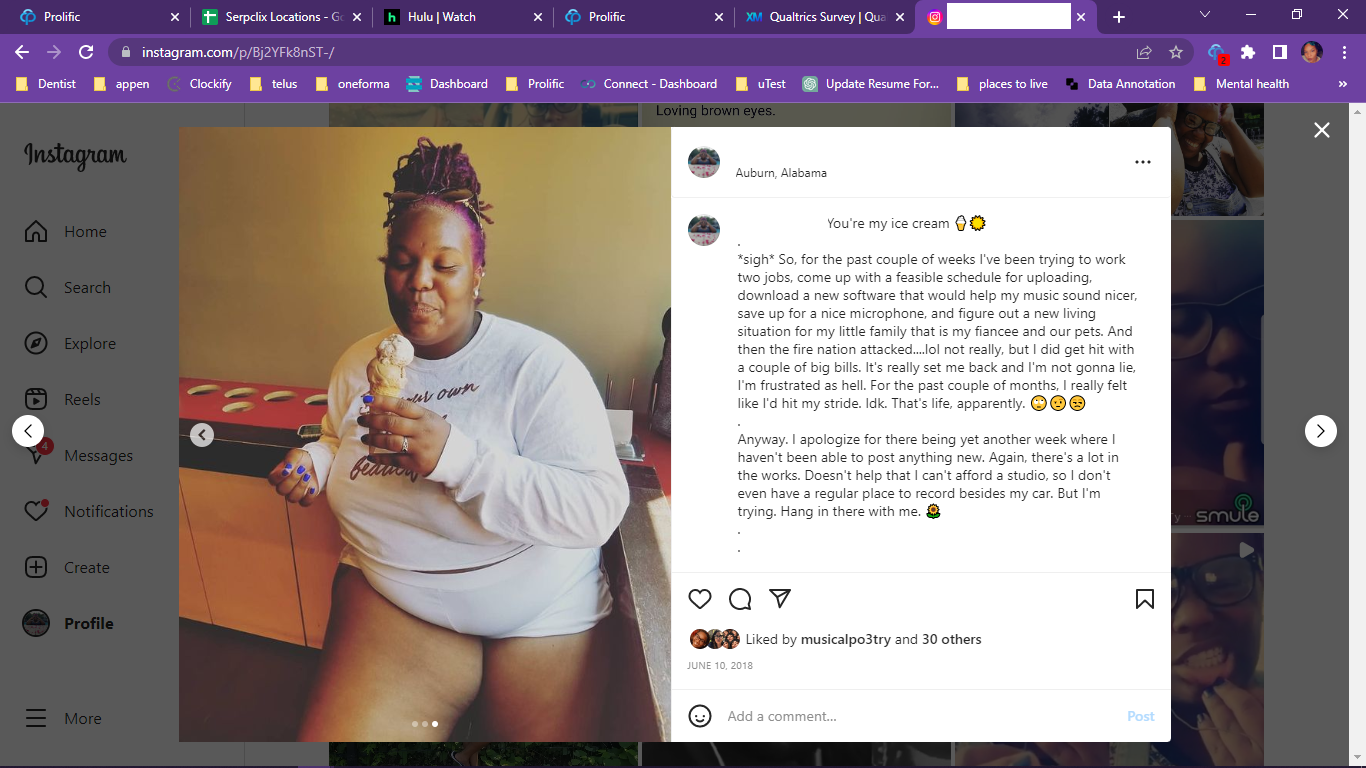 Prolific
Serpclix Locations - Go
Hulu | Watch
Prolific
XM Qualtrics Survey | Qua
instagram.com/p/Bj2YFk8nST-/
2
Dentist
appen
Clockify
telus
oneforma
Dashboard
Prolific
Connect - Dashboard
uTest
Update Resume For...
places to live
Data Annotation
Mental health
»
Loving brown eyes.
Instagram
Home
Search
Explore
Reels
4
Messages
Notifications
Create
Profile
More
your own
beautiful
Auburn, Alabama
You're my ice cream 🍦🌞
.
*sigh* So, for the past couple of weeks I've been trying to work
two jobs, come up with a feasible schedule for uploading,
download a new software that would help my music sound nicer,
save up for a nice microphone, and figure out a new living
situation for my little family that is my fiancee and our pets. And
then the fire nation attacked....lol not really, but I did get hit with
a couple of big bills. It's really set me back and I'm not gonna lie,
I'm frustrated as hell. For the past couple of months, I really felt
like I'd hit my stride. Idk. That's life, apparently. 🙄😐😒
.
Anyway. I apologize for there being yet another week where I
haven't been able to post anything new. Again, there's a lot in
the works. Doesn't help that I can't afford a studio, so I don't
even have a regular place to record besides my car. But I'm
trying. Hang in there with me. 🌻
.
.
Liked by musicalpo3try and 30 others
JUNE 10, 2018
Add a comment...
Post
SMULE